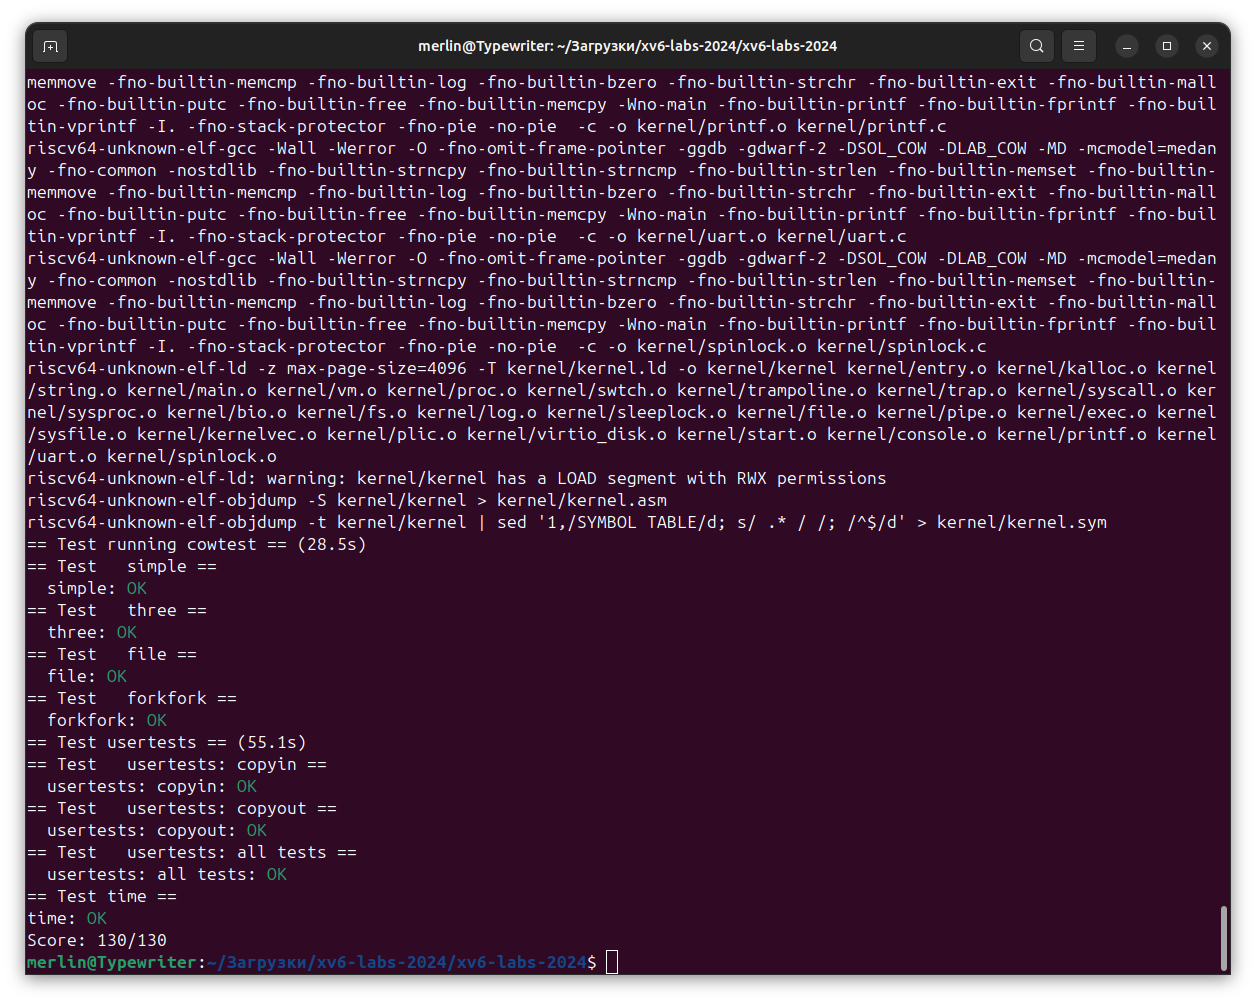 merlin@Typewriter: ~/Загрузки/xv6-labs-2024/xv6-labs-2024
memmove -fno-builtin-memcmp -fno-builtin-log -fno-builtin-bzero -fno-builtin-strchr -fno-builtin-exit -fno-builtin-mall
oc -fno-builtin-putc -fno-builtin-free -fno-builtin-memcpy -Wno-main -fno-builtin-printf -fno-builtin-fprintf -fno-buil
tin-vprintf -I. -fno-stack-protector -fno-pie -no-pie  -c -o kernel/printf.o kernel/printf.c
riscv64-unknown-elf-gcc -Wall -Werror -O -fno-omit-frame-pointer -ggdb -gdwarf-2 -DSOL_COW -DLAB_COW -MD -mcmodel=medan
y -fno-common -nostdlib -fno-builtin-strncpy -fno-builtin-strncmp -fno-builtin-strlen -fno-builtin-memset -fno-builtin-
memmove -fno-builtin-memcmp -fno-builtin-log -fno-builtin-bzero -fno-builtin-strchr -fno-builtin-exit -fno-builtin-mall
oc -fno-builtin-putc -fno-builtin-free -fno-builtin-memcpy -Wno-main -fno-builtin-printf -fno-builtin-fprintf -fno-buil
tin-vprintf -I. -fno-stack-protector -fno-pie -no-pie  -c -o kernel/uart.o kernel/uart.c
riscv64-unknown-elf-gcc -Wall -Werror -O -fno-omit-frame-pointer -ggdb -gdwarf-2 -DSOL_COW -DLAB_COW -MD -mcmodel=medan
y -fno-common -nostdlib -fno-builtin-strncpy -fno-builtin-strncmp -fno-builtin-strlen -fno-builtin-memset -fno-builtin-
memmove -fno-builtin-memcmp -fno-builtin-log -fno-builtin-bzero -fno-builtin-strchr -fno-builtin-exit -fno-builtin-mall
oc -fno-builtin-putc -fno-builtin-free -fno-builtin-memcpy -Wno-main -fno-builtin-printf -fno-builtin-fprintf -fno-buil
tin-vprintf -I. -fno-stack-protector -fno-pie -no-pie  -c -o kernel/spinlock.o kernel/spinlock.c
riscv64-unknown-elf-ld -z max-page-size=4096 -T kernel/kernel.ld -o kernel/kernel kernel/entry.o kernel/kalloc.o kernel
/string.o kernel/main.o kernel/vm.o kernel/proc.o kernel/swtch.o kernel/trampoline.o kernel/trap.o kernel/syscall.o ker
nel/sysproc.o kernel/bio.o kernel/fs.o kernel/log.o kernel/sleeplock.o kernel/file.o kernel/pipe.o kernel/exec.o kernel
/sysfile.o kernel/kernelvec.o kernel/plic.o kernel/virtio_disk.o kernel/start.o kernel/console.o kernel/printf.o kernel
/uart.o kernel/spinlock.o
riscv64-unknown-elf-ld: warning: kernel/kernel has a LOAD segment with RWX permissions
riscv64-unknown-elf-objdump -S kernel/kernel > kernel/kernel.asm
riscv64-unknown-elf-objdump -t kernel/kernel | sed '1,/SYMBOL TABLE/d; s/ .* / /; /^$/d' > kernel/kernel.sym
== Test running cowtest == (28.5s)
== Test   simple ==
  simple: OK
== Test   three ==
  three: OK
== Test   file ==
  file: OK
== Test   forkfork ==
  forkfork: OK
== Test usertests == (55.1s)
== Test   usertests: copyin ==
  usertests: copyin: OK
== Test   usertests: copyout ==
  usertests: copyout: OK
== Test   usertests: all tests ==
  usertests: all tests: OK
== Test time ==
time: OK
Score: 130/130
merlin@Typewriter:~/Загрузки/xv6-labs-2024/xv6-labs-2024$